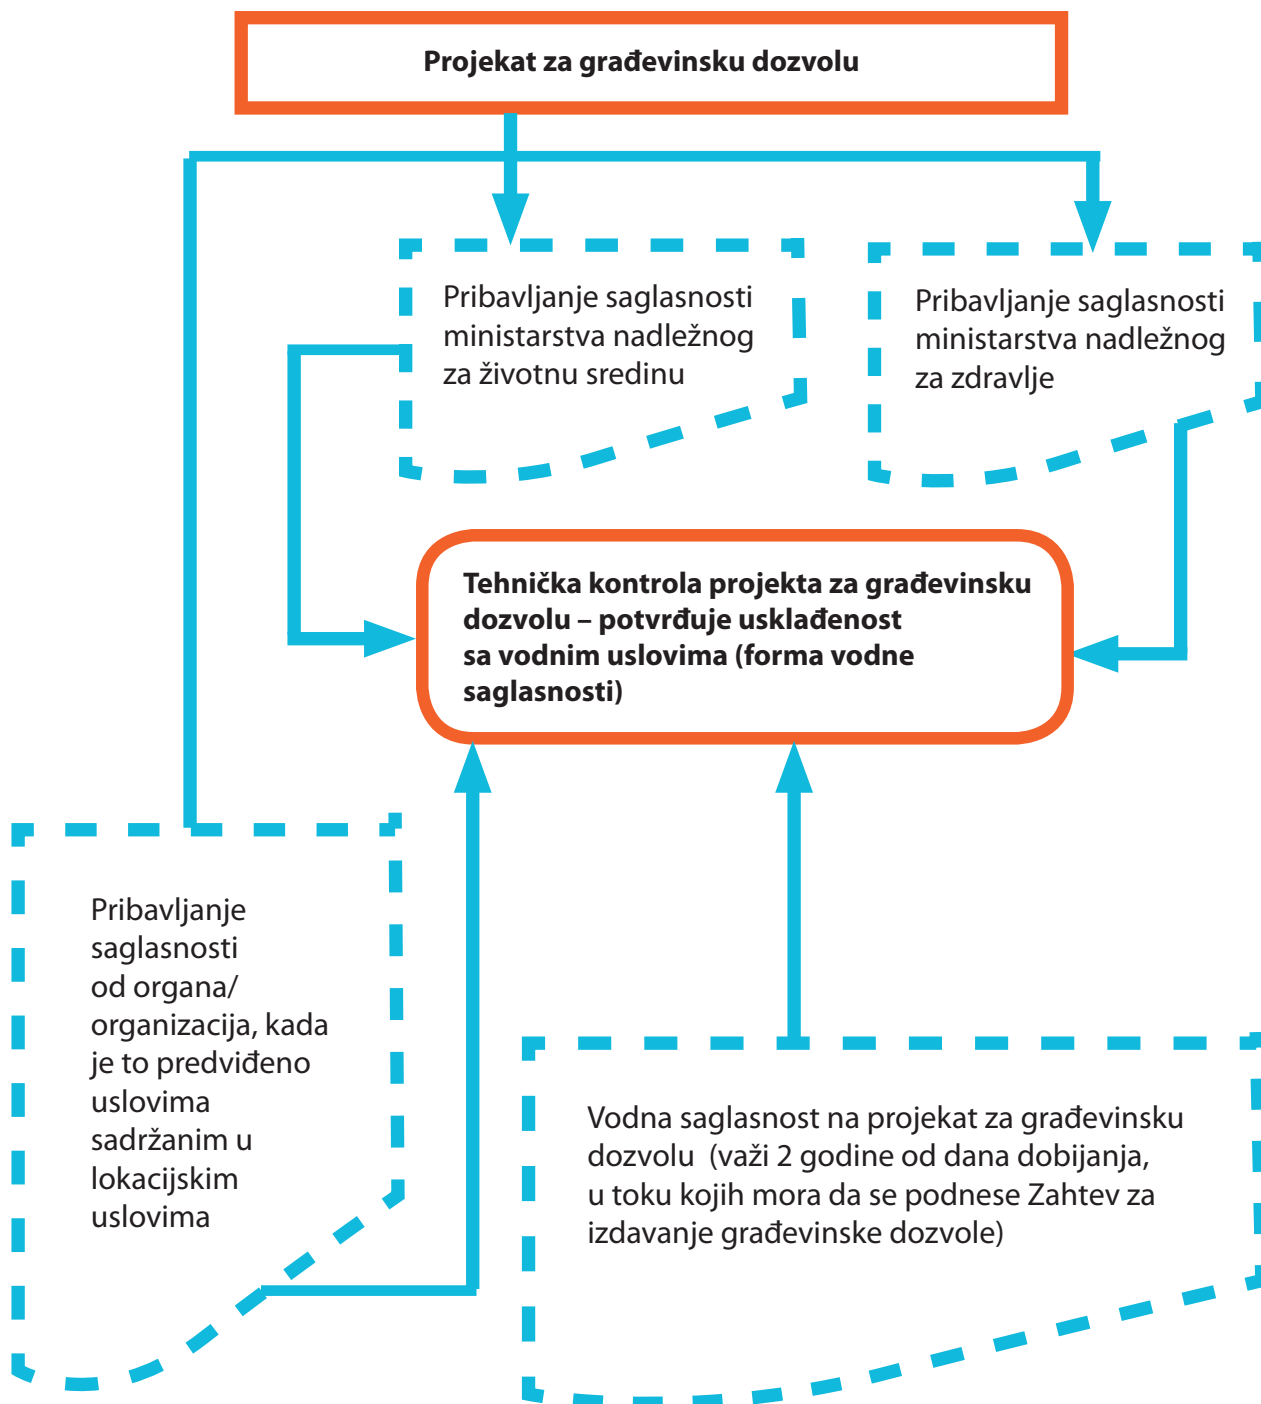 Projekat za građevinsku dozvolu
Pribavljanje saglasnosti
ministarstva nadležnog
za životnu sredinu
Pribavljanje saglasnosti
ministarstva nadležnog
za zdravlje
Tehnička kontrola projekta za građevinsku
dozvolu – potvrđuje usklađenost
sa vodnim uslovima (forma vodne
saglasnosti)
Pribavljanje
saglasnosti
od organa/
organizacija, kada
je to predviđeno
uslovima
sadržanim u
lokacijskim
uslovima
Vodna saglasnost na projekat za građevinsku
dozvolu (važi 2 godine od dana dobijanja,
u toku kojih mora da se podnese Zahtev za
izdavanje građevinske dozvole)